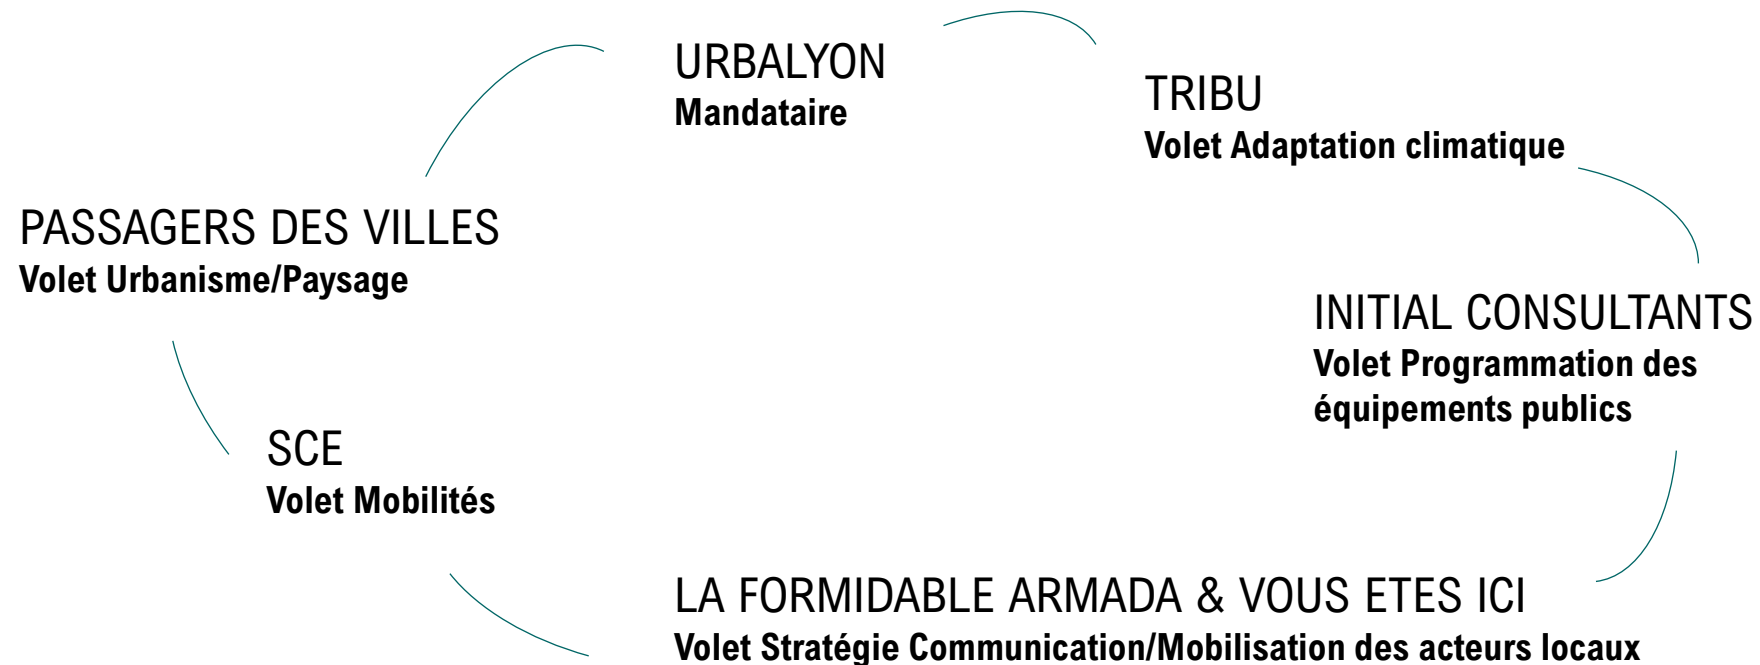 URBALYON
Mandataire
TRIBU
Volet Adaptation climatique
PASSAGERS DES VILLES
Volet Urbanisme/Paysage
INITIAL CONSULTANTS
Volet Programmation des
équipements publics
SCE
Volet Mobilités
LA FORMIDABLE ARMADA & VOUS ETES ICI
Volet Stratégie Communication/Mobilisation des acteurs locaux